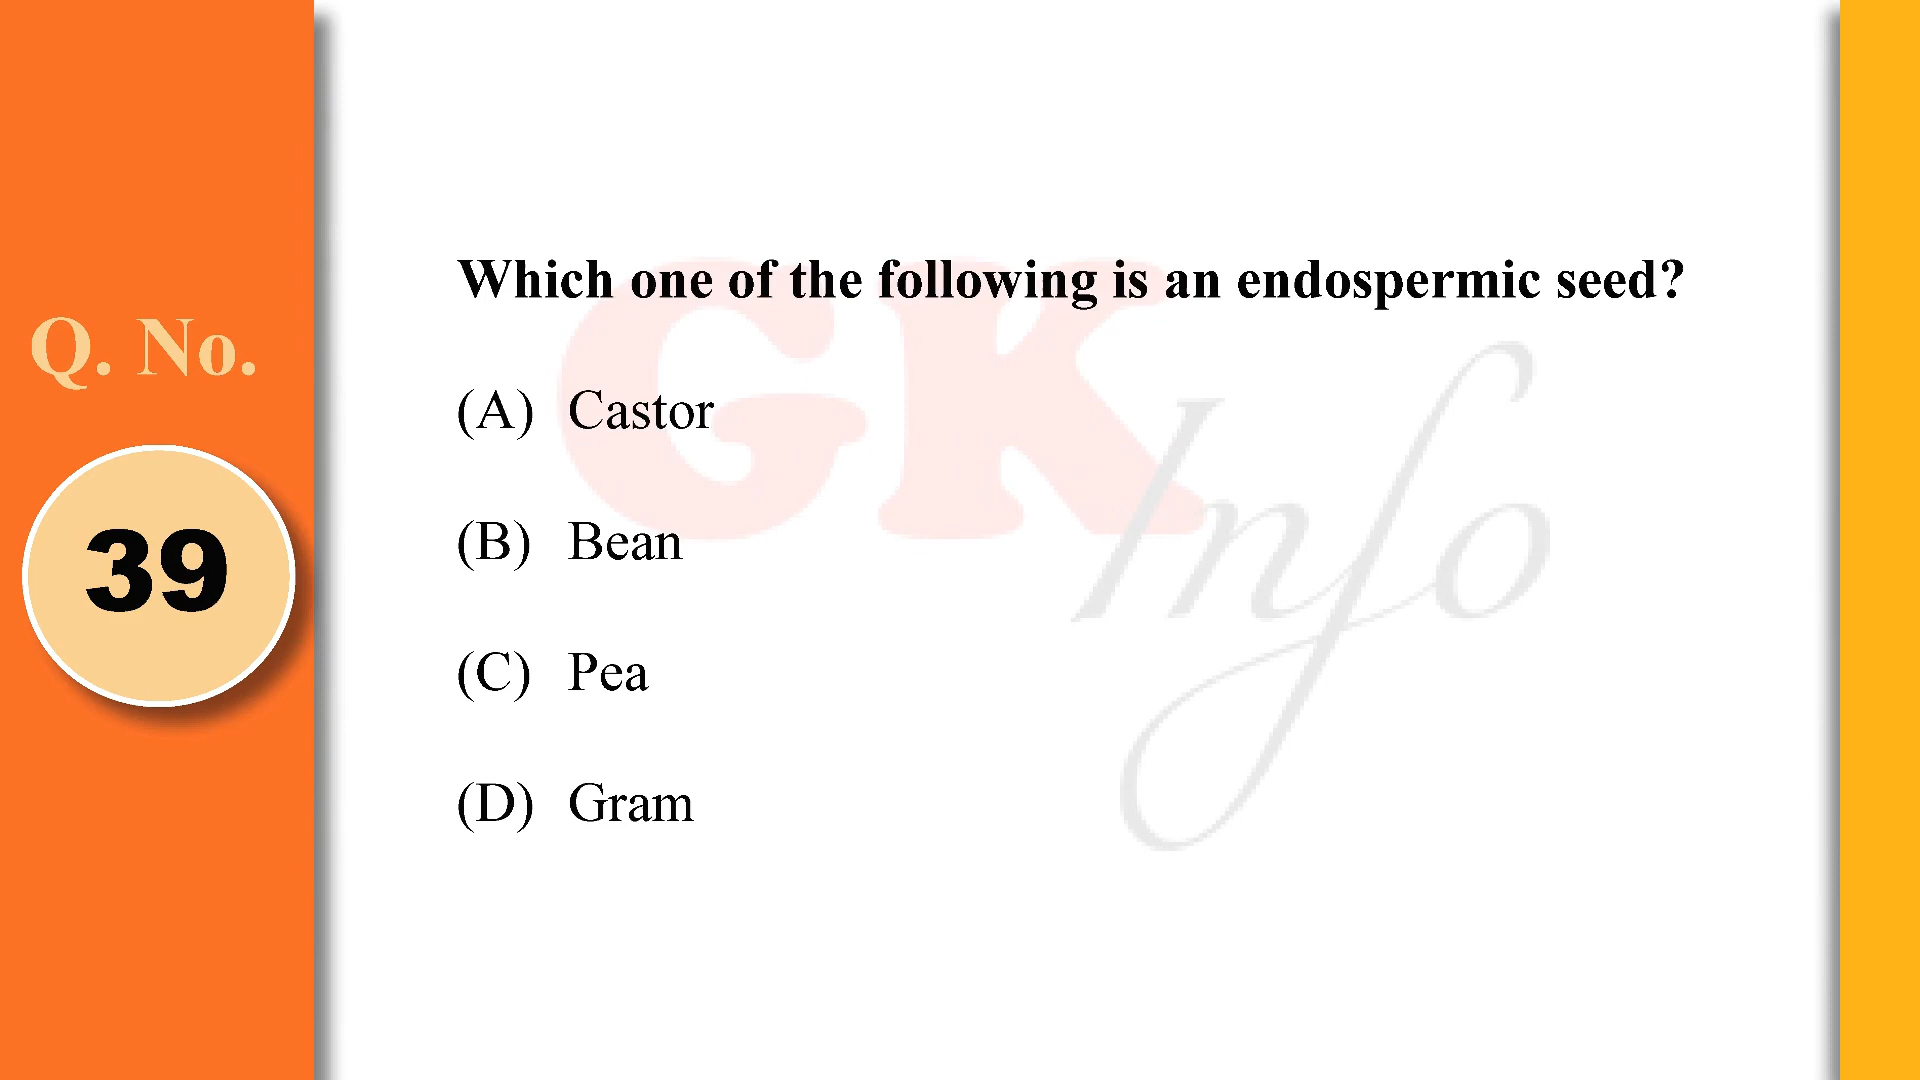 Q. No.
39
Which one of the following is an endospermic seed?
(A) Castor
(B) Bean
(C) Pea
(D) Gram
GK
Info